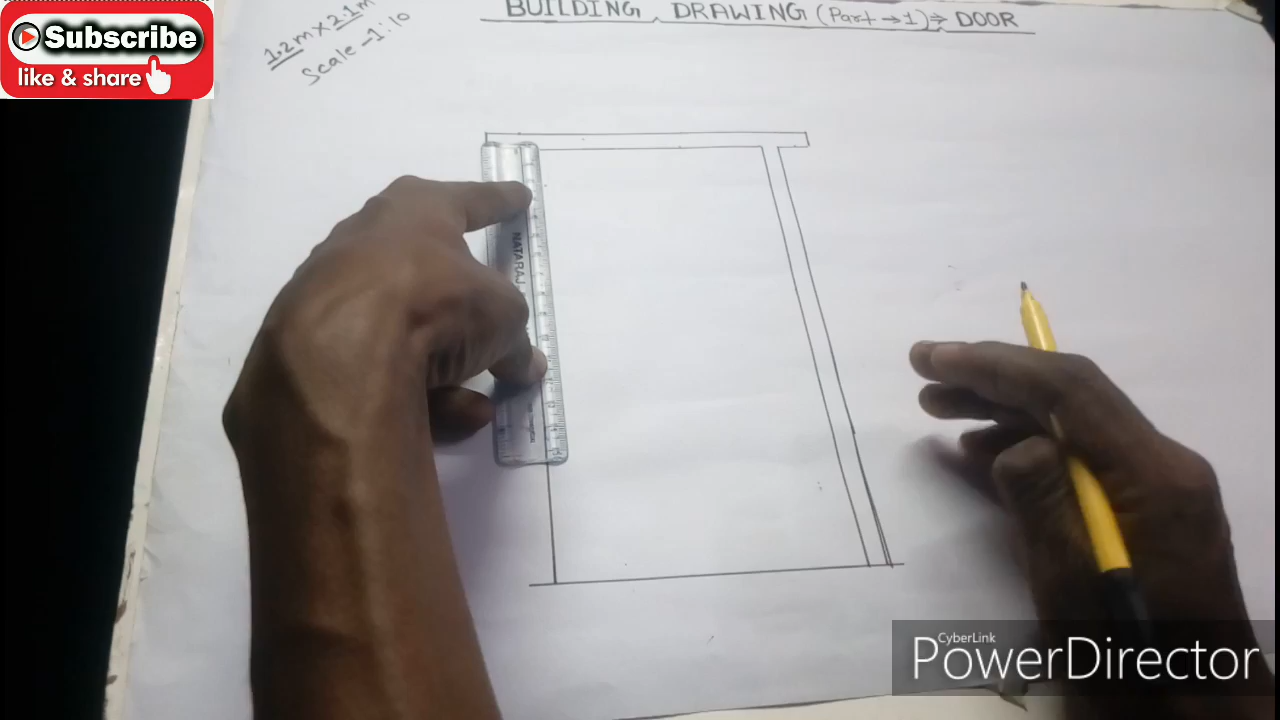 BUILDING DRAWING (Part → 1) ⇒ DOOR
Subscribe
like & share
1.2m × 2.1m
Scale - 1:10
NATARAJ
CyberLink
PowerDirector